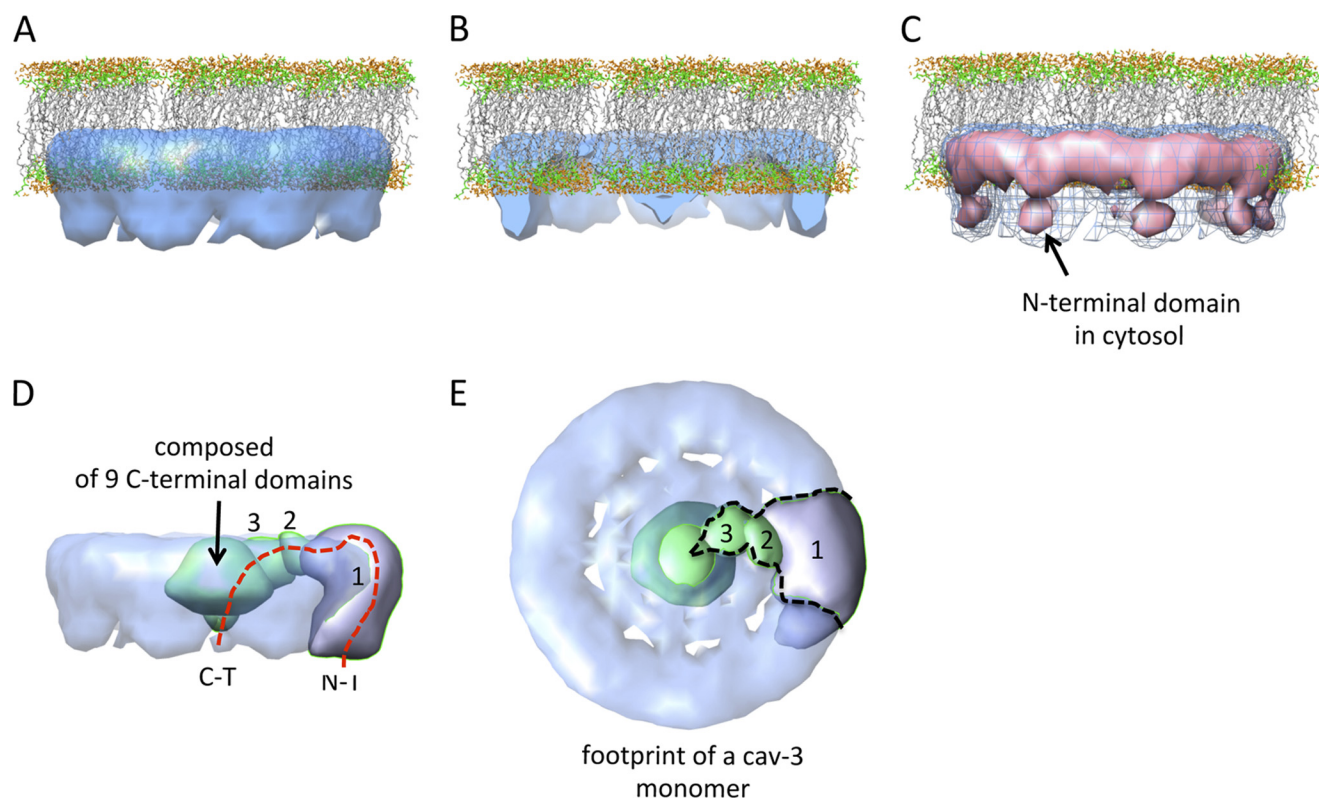 A
B
C
N-terminal domain
in cytosol
D
composed
of 9 C-terminal domains
3
2
1
C-T
N-T
E
3
2
1
footprint of a cav-3
monomer